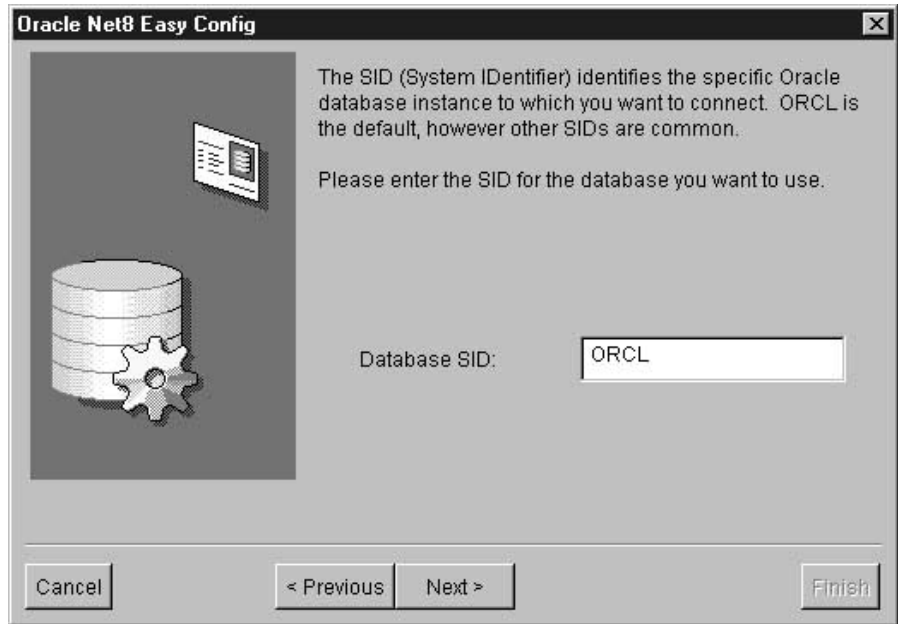 Oracle Net8 Easy Config
The SID (System IDentifier) identifies the specific Oracle
database instance to which you want to connect. ORCL is
the default, however other SIDs are common.
Please enter the SID for the database you want to use.
Database SID:
ORCL
Cancel
< Previous
Next >
Finish